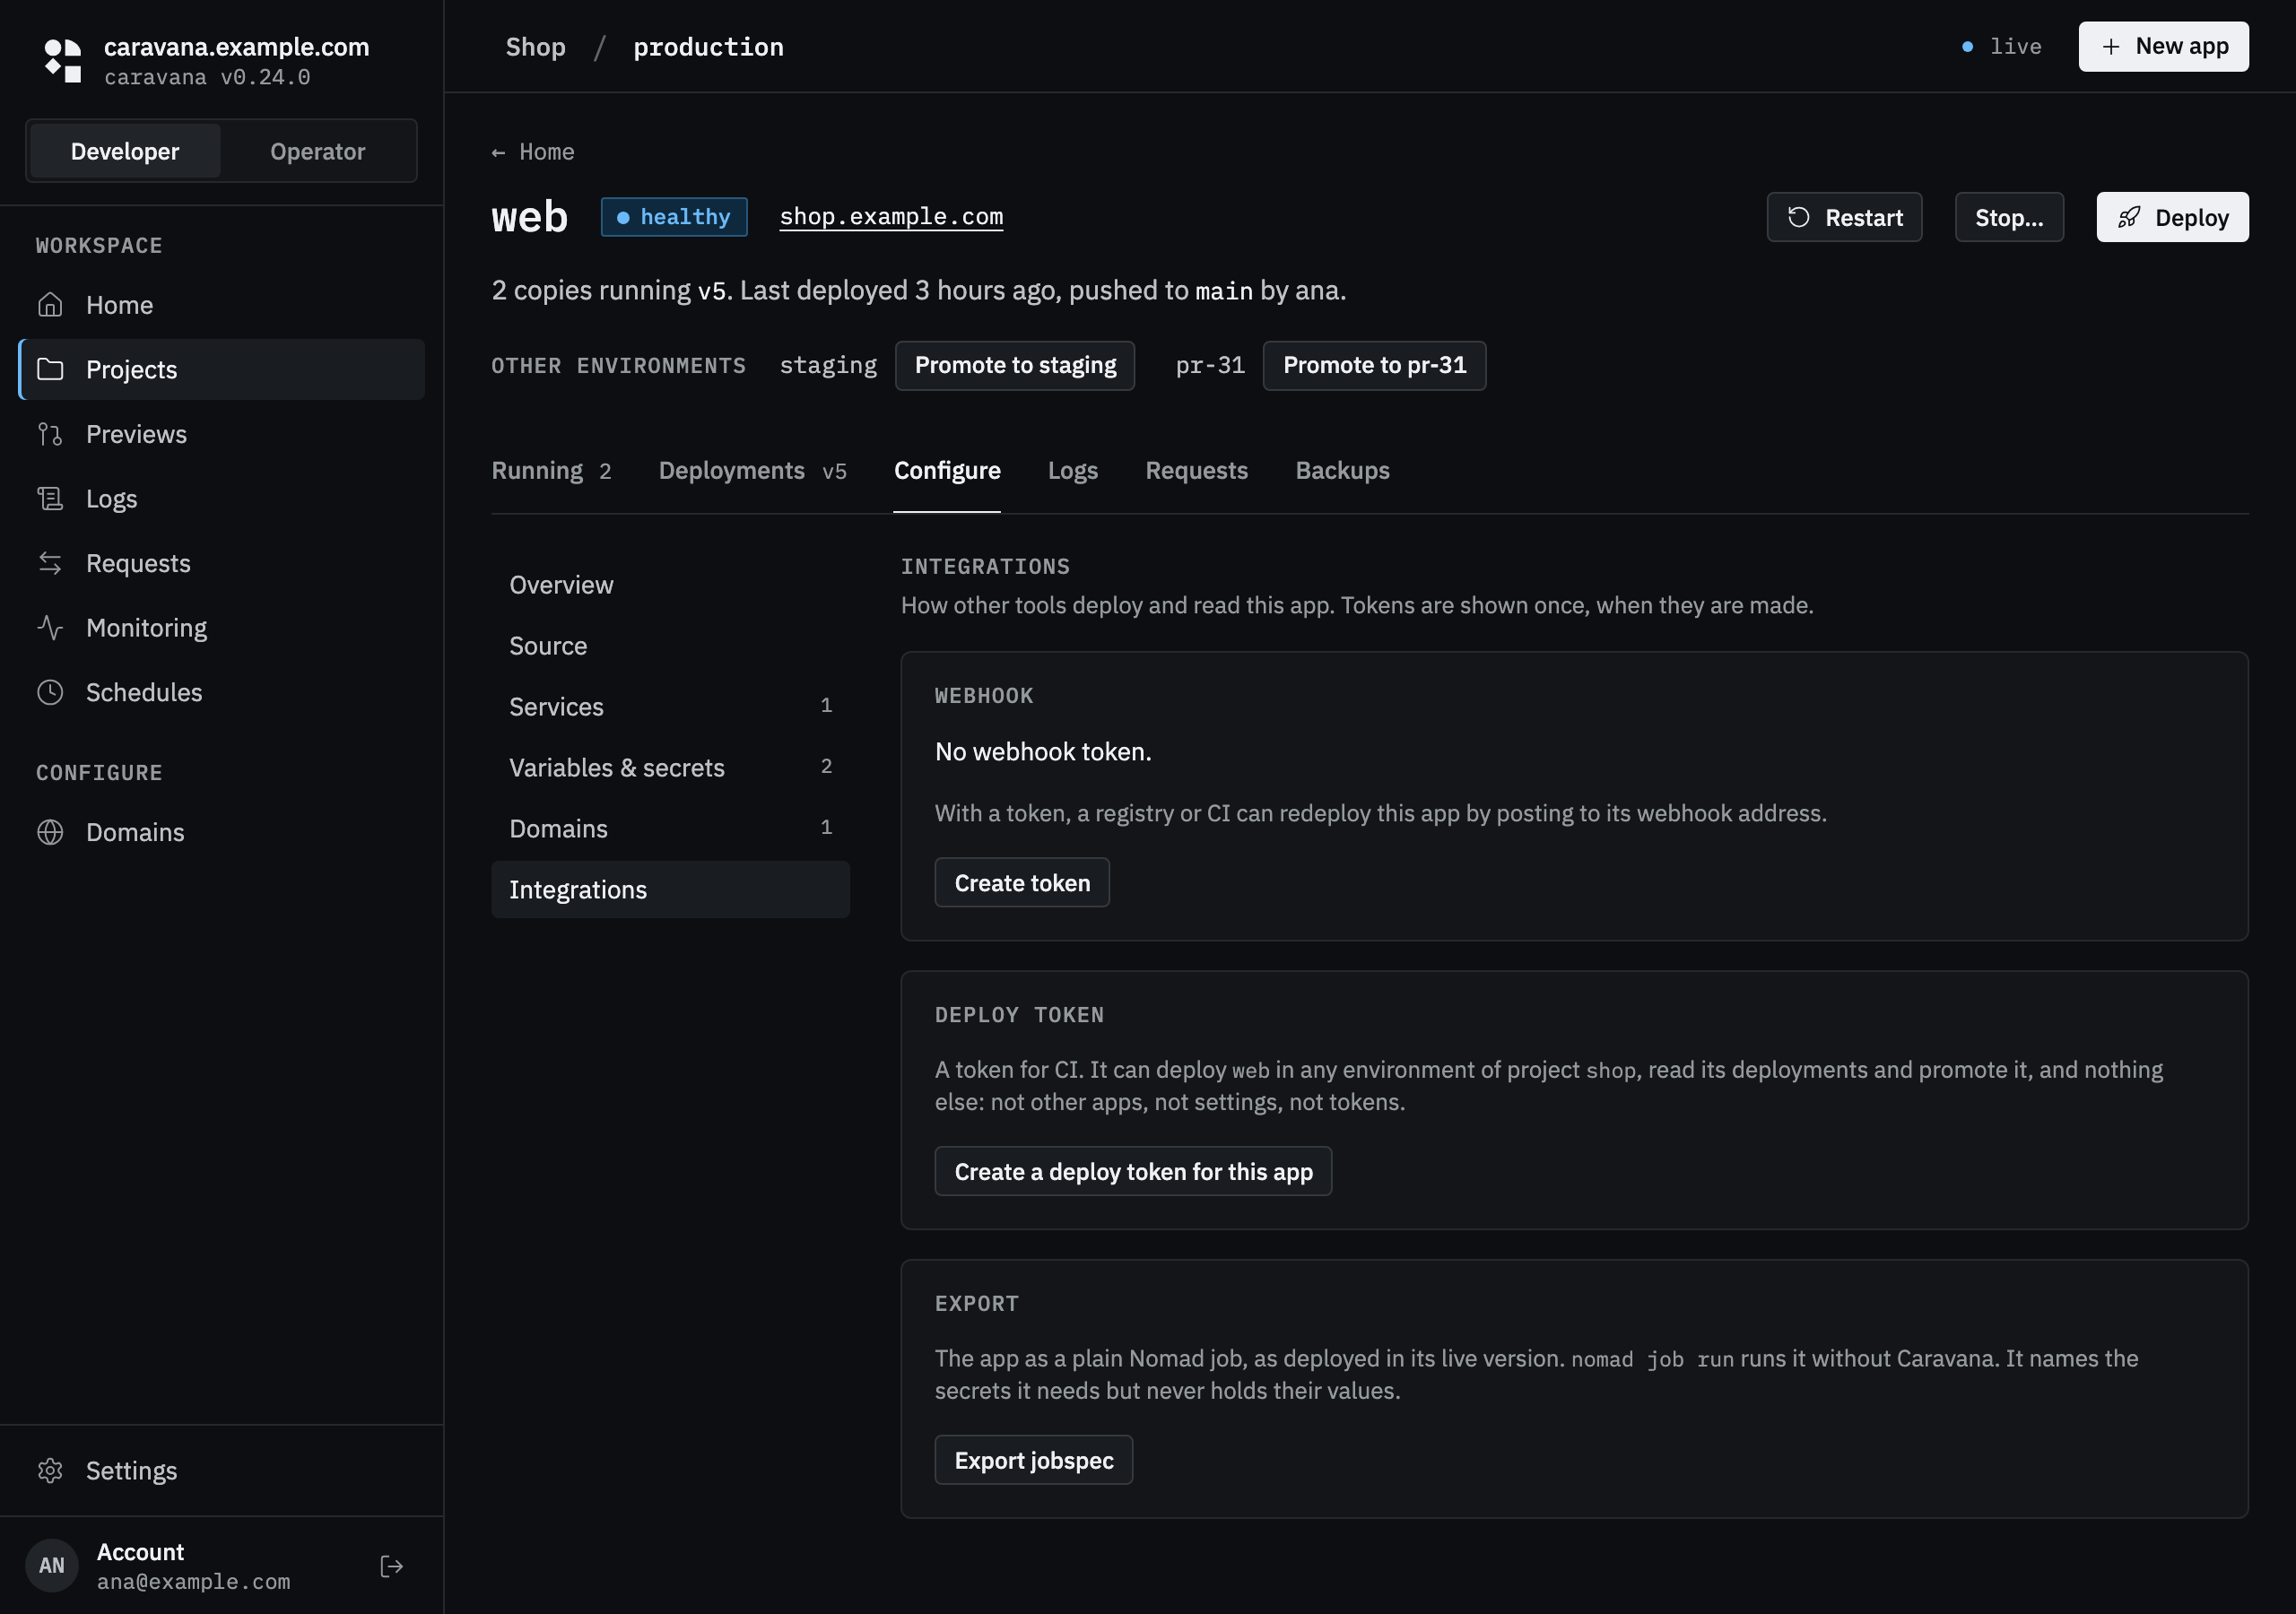 caravana.example.com
caravana v0.24.0
Developer
Operator
WORKSPACE
Home
Projects
Previews
Logs
Requests
Monitoring
Schedules
CONFIGURE
Domains
Settings
AN
Account
ana@example.com
Shop / production
live
+ New app
← Home
web
healthy
shop.example.com
Restart
Stop...
Deploy
2 copies running v5. Last deployed 3 hours ago, pushed to main by ana.
OTHER ENVIRONMENTS staging Promote to staging pr-31 Promote to pr-31
Running 2 Deployments v5 Configure Logs Requests Backups
Overview
Source
Services 1
Variables & secrets 2
Domains 1
Integrations
INTEGRATIONS
How other tools deploy and read this app. Tokens are shown once, when they are made.
WEBHOOK
No webhook token.
With a token, a registry or CI can redeploy this app by posting to its webhook address.
Create token
DEPLOY TOKEN
A token for CI. It can deploy web in any environment of project shop, read its deployments and promote it, and nothing
else: not other apps, not settings, not tokens.
Create a deploy token for this app
EXPORT
The app as a plain Nomad job, as deployed in its live version. nomad job run runs it without Caravana. It names the
secrets it needs but never holds their values.
Export jobspec